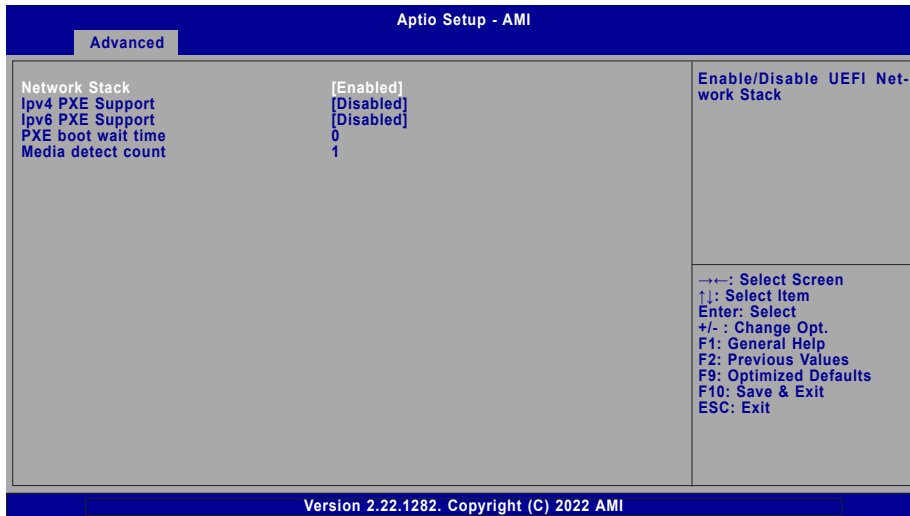 Aptio Setup - AMI
Advanced
Network Stack [Enabled]
Ipv4 PXE Support [Disabled]
Ipv6 PXE Support [Disabled]
PXE boot wait time 0
Media detect count 1
Enable/Disable UEFI Net-
work Stack
→←: Select Screen
↑↓: Select Item
Enter: Select
+/- : Change Opt.
F1: General Help
F2: Previous Values
F9: Optimized Defaults
F10: Save & Exit
ESC: Exit
Version 2.22.1282. Copyright (C) 2022 AMI